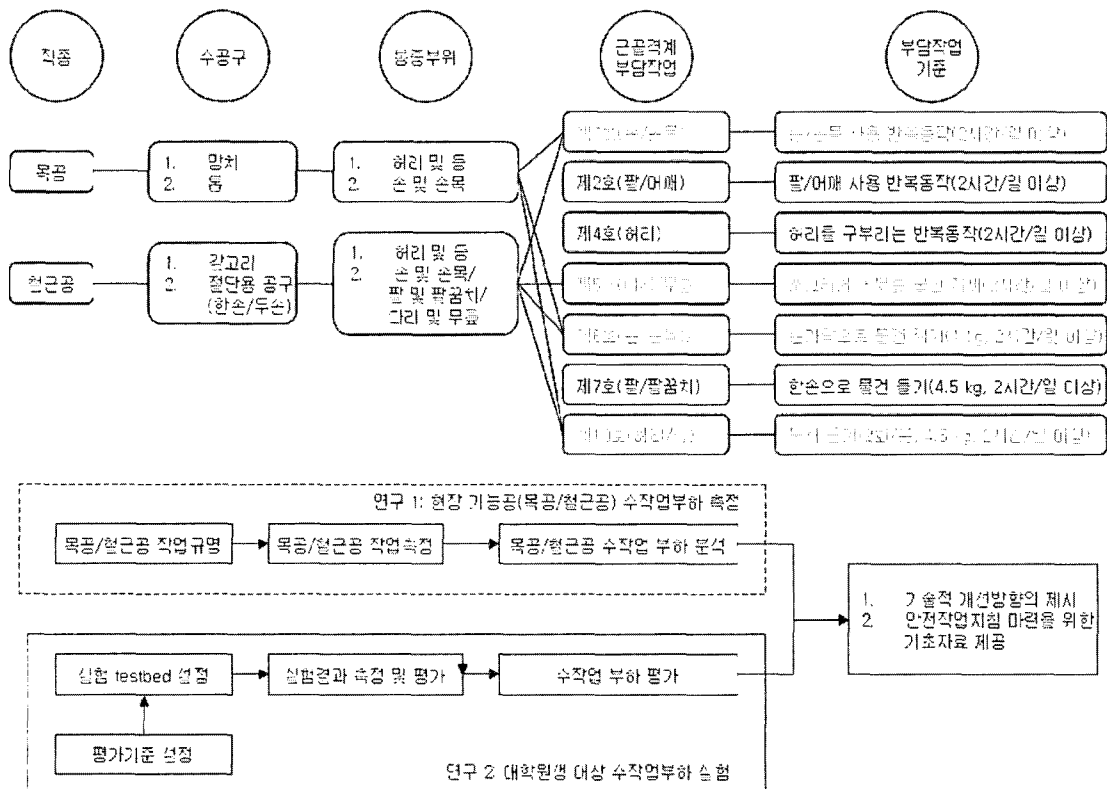 직종
수공구
통증부위
근골격계
부담작업
부담작업
기준
목공
1. 망치
2. 톱
1. 허리 및 등
2. 손 및 손목
철근공
1. 갈고리
2. 절단용 공구
(한손/두손)
1. 허리 및 등
2. 손 및 손목/
팔 및 팔꿈치/
다리 및 무릎
사용 반복동작(2시간/일 이상)
제2호(팔/어깨)
팔/어깨 사용 반복동작(2시간/일 이상)
제4호(허리)
허리를 구부리는 반복동작(2시간/일 이상)
제7호(팔/팔꿈치)
한손으로 물건 들기(4.5 kg, 2시간/일 이상)
연구 1: 현장 기능공(목공/철근공) 수작업부하 측정
목공/철근공 작업규명
목공/철근공 작업측정
목공/철근공 수작업 부하 분석
1. 기술적 개선방향의 제시
2. 안전작업지침 마련을 위한
기초자료 제공
실험 testbed 설정
실험결과 측정 및 평가
수작업 부하 평가
평가기준 설정
연구 2: 대학원생 대상 수작업부하 실험